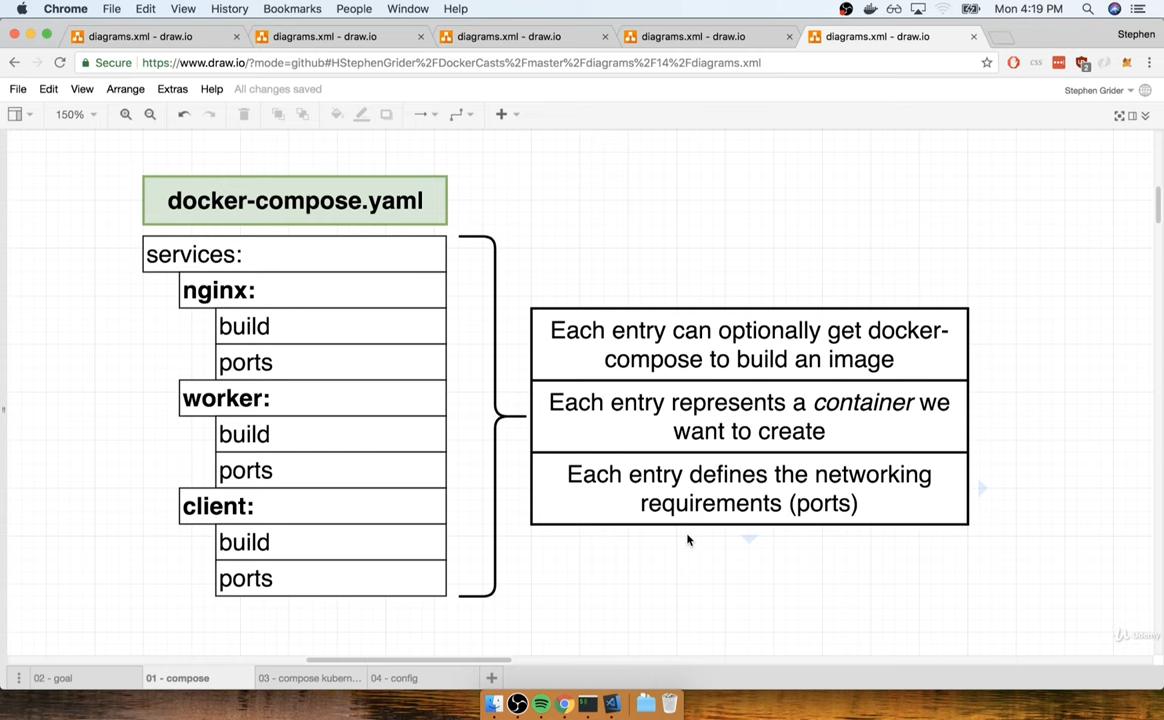 Chrome File Edit View History Bookmarks People Window Help Mon 4:19 PM
diagrams.xml - draw.io diagrams.xml - draw.io diagrams.xml - draw.io diagrams.xml - draw.io diagrams.xml - draw.io Stephen
Secure https://www.draw.io/?mode=github#HStephenGrider%2FDockerCasts%2Fmaster%2Fdiagrams%2F14%2Fdiagrams.xml css 2
File Edit View Arrange Extras Help All changes saved Stephen Grider
150%
docker-compose.yaml
services:
nginx:
build
ports
worker:
build
ports
client:
build
ports
Each entry can optionally get docker-
compose to build an image
Each entry represents a container we
want to create
Each entry defines the networking
requirements (ports)
Udemy
02 - goal 01 - compose 03 - compose kubern... 04 - config